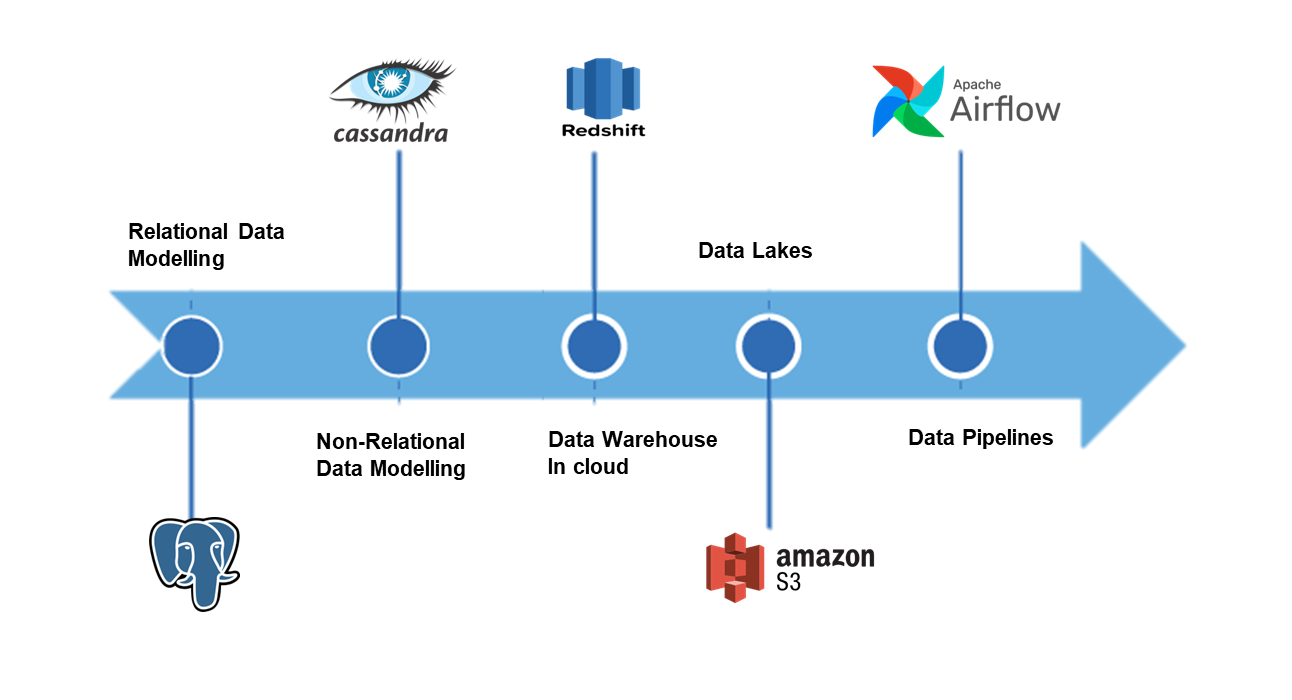 cassandra
Redshift
Apache
Airflow
Relational Data
Modelling
Data Lakes
Non-Relational
Data Modelling
Data Warehouse
In cloud
Data Pipelines
amazon
S3